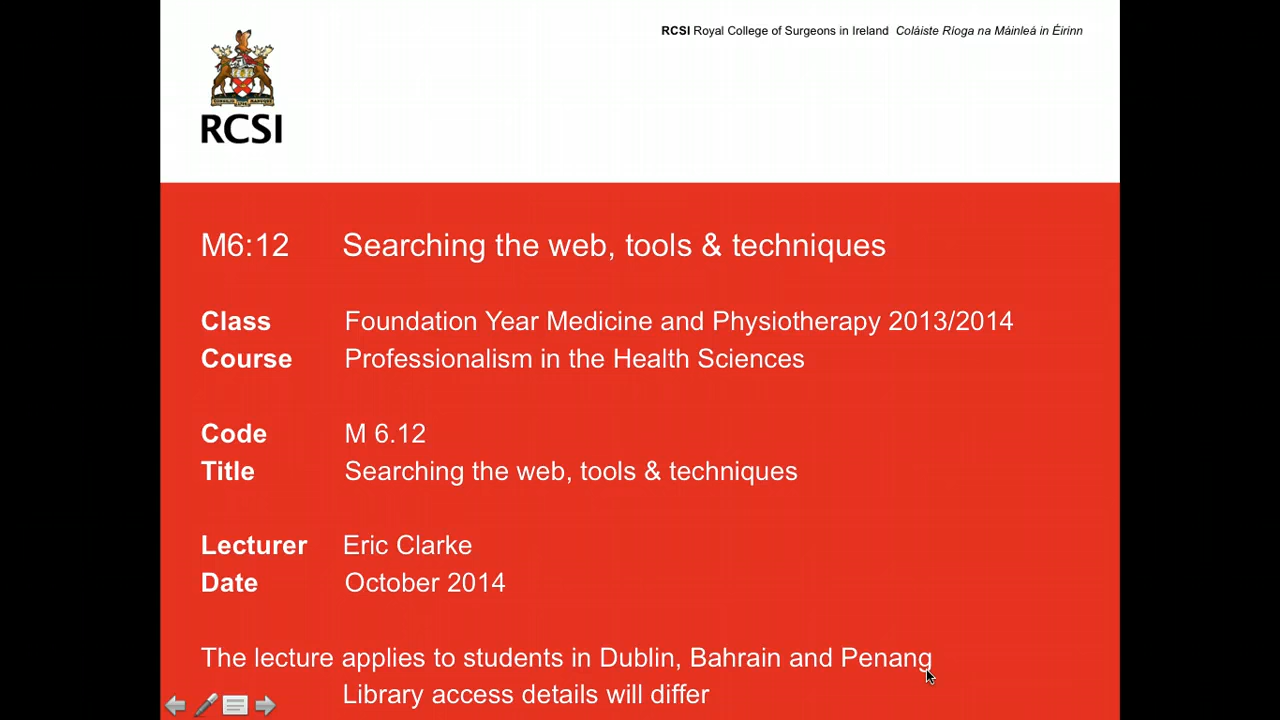 RCSI Royal College of Surgeons in Ireland Coláiste Ríoga na Máinleá in Éirinn
RCSI
M6:12 Searching the web, tools & techniques
Class Foundation Year Medicine and Physiotherapy 2013/2014
Course Professionalism in the Health Sciences
Code M 6.12
Title Searching the web, tools & techniques
Lecturer Eric Clarke
Date October 2014
The lecture applies to students in Dublin, Bahrain and Penang
Library access details will differ